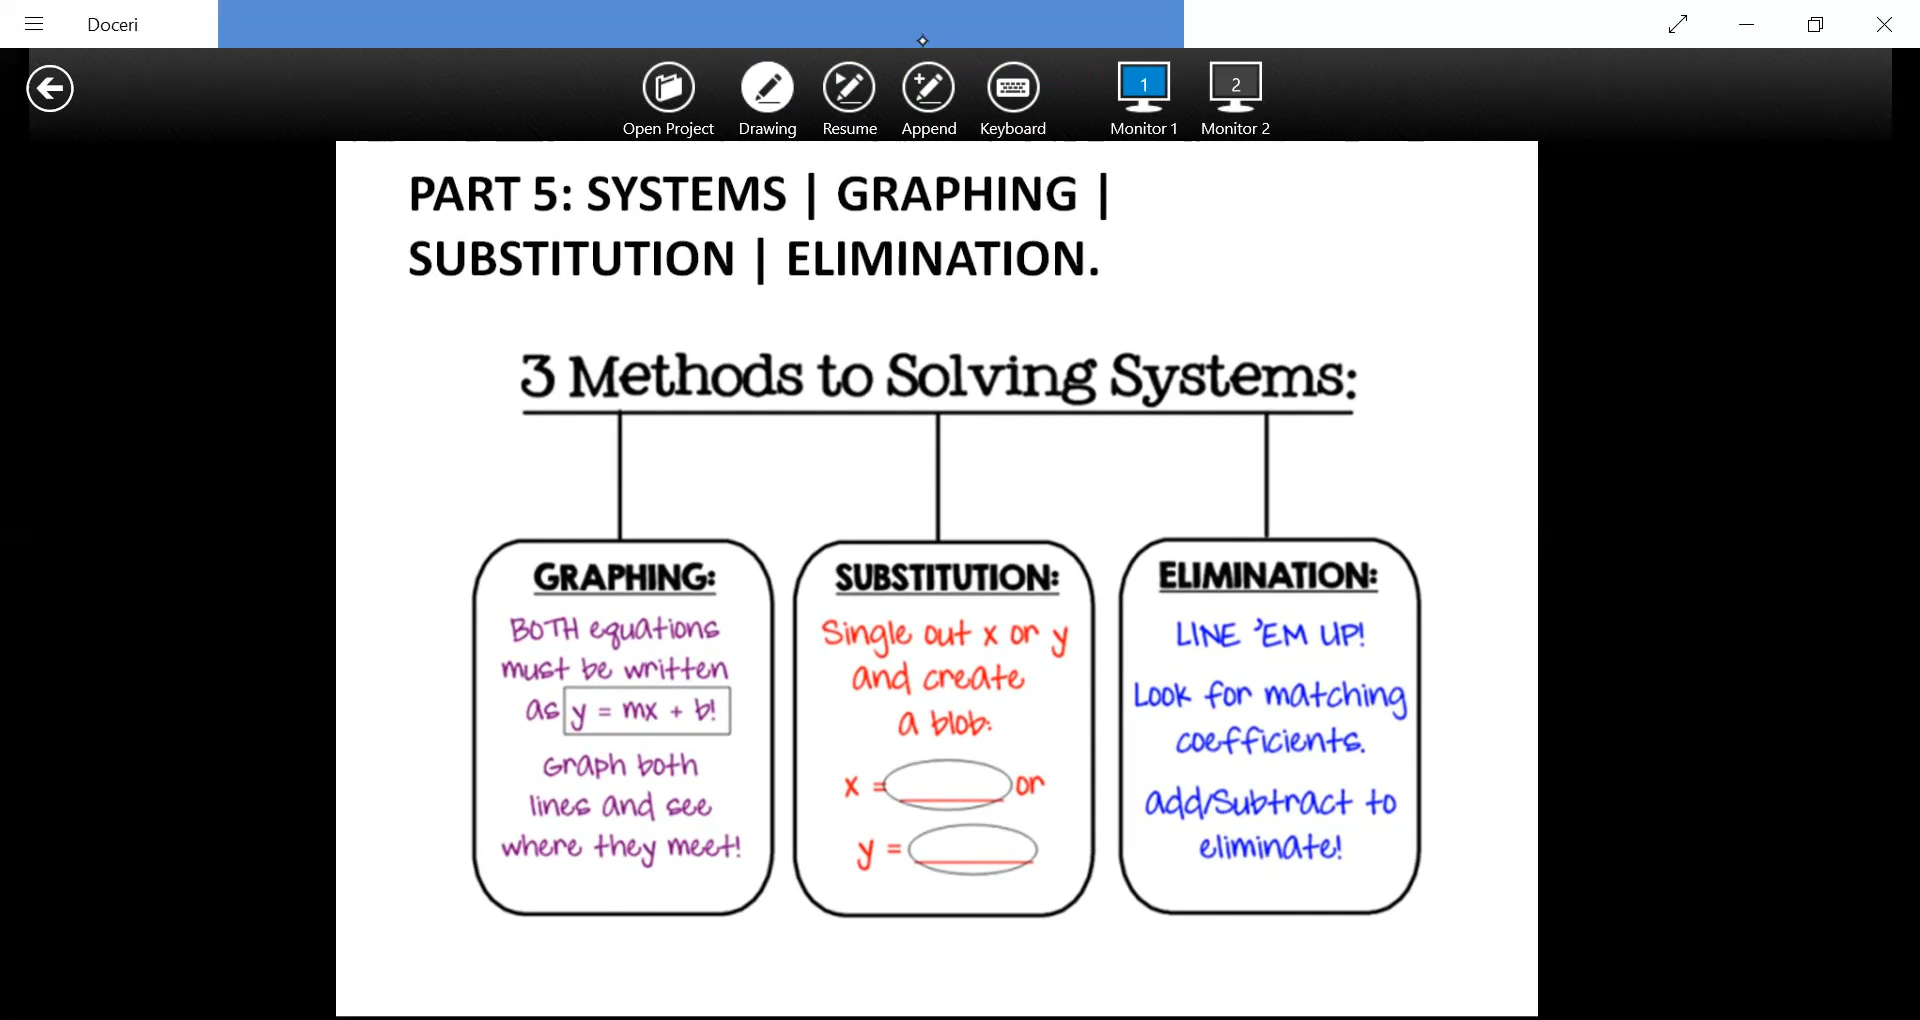 Doceri
Open Project Drawing Resume Append Keyboard Monitor 1 Monitor 2
1 2
PART 5: SYSTEMS | GRAPHING |
SUBSTITUTION | ELIMINATION.
3 Methods to Solving Systems:
GRAPHING:
BOTH equations
must be written
as y = mx + b!
Graph both
lines and see
where they meet!
SUBSTITUTION:
Single out x or y
and create
a blob:
x = or
y =
ELIMINATION:
LINE 'EM UP!
Look for matching
coefficients.
add/Subtract to
eliminate!